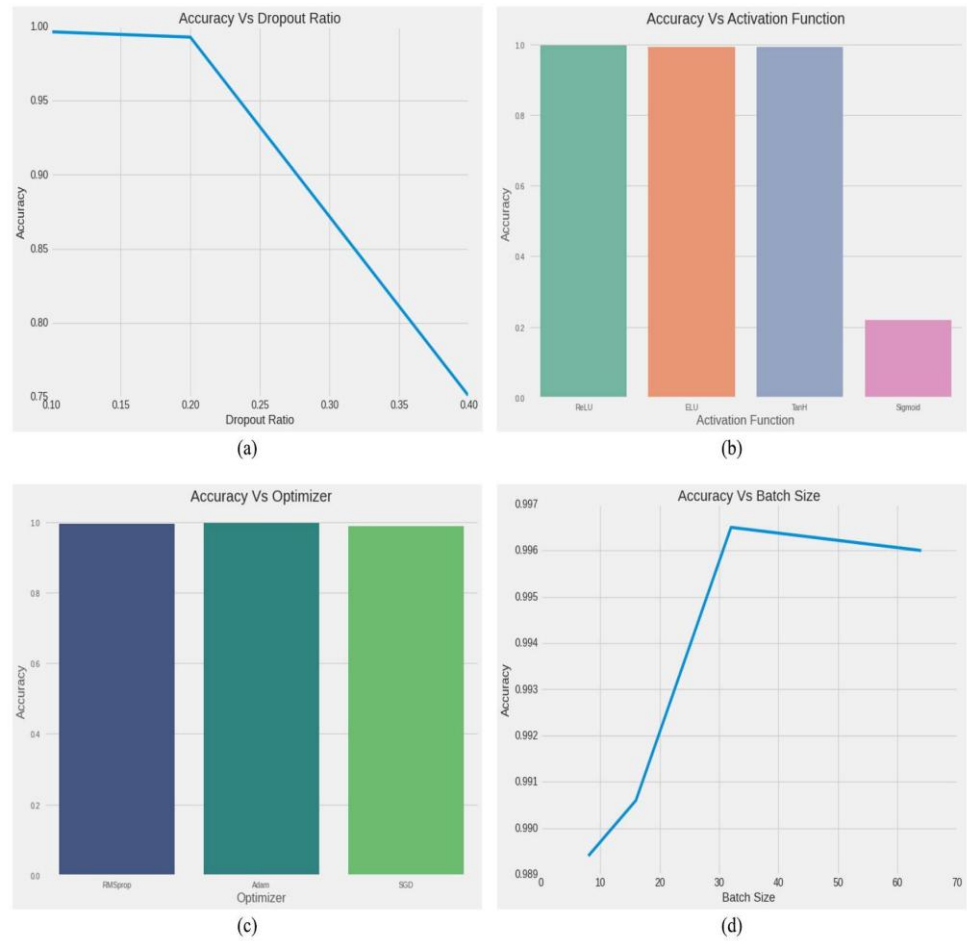 Accuracy Vs Dropout Ratio
1.00
0.95
0.90
0.85
0.80
0.75
Accuracy
0.10 0.15 0.20 0.25 0.30 0.35 0.40
Dropout Ratio
(a)
Accuracy Vs Activation Function
1.0
0.8
0.6
0.4
0.2
0.0
Accuracy
ReLU ELU TanH Sigmoid
Activation Function
(b)
Accuracy Vs Optimizer
1.0
0.8
0.6
0.4
0.2
0.0
Accuracy
RMSprop Adam SGD
Optimizer
(c)
Accuracy Vs Batch Size
0.997
0.996
0.995
0.994
0.993
0.992
0.991
0.990
0.989
Accuracy
0 10 20 30 40 50 60 70
Batch Size
(d)